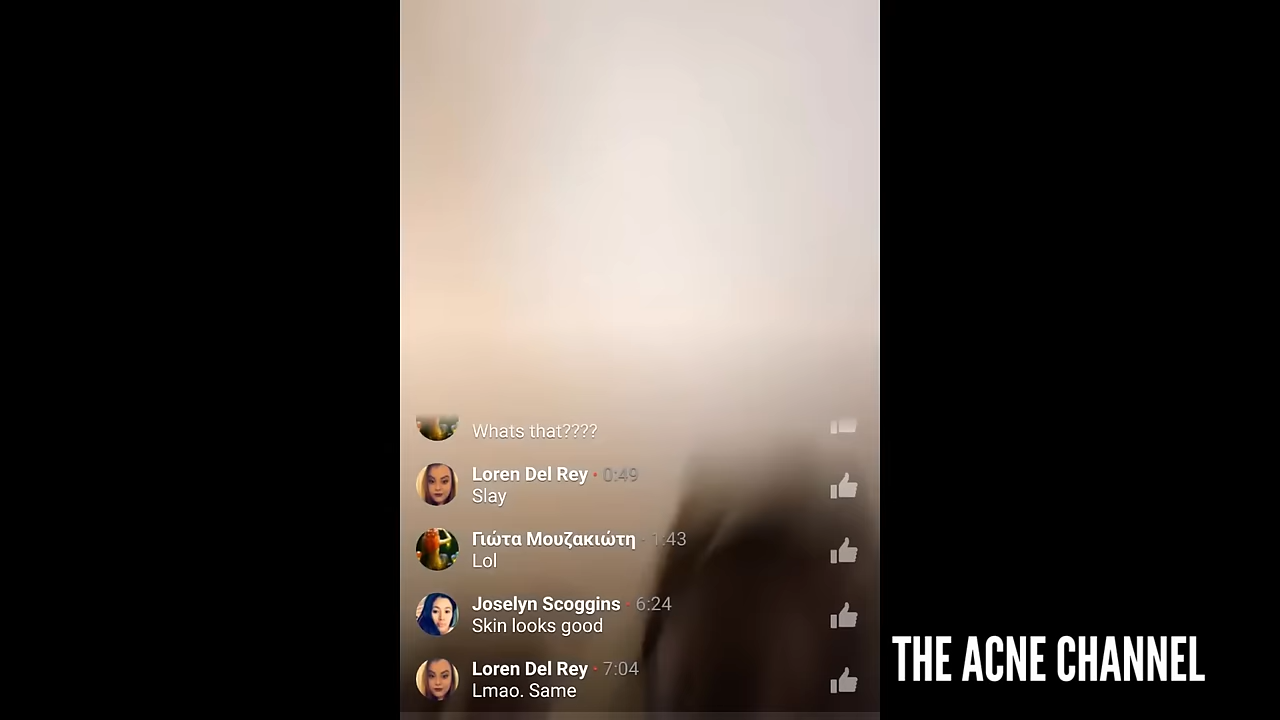 Whats that????
Loren Del Rey • 0:49
Slay
Γιώτα Μουζακιώτη • 1:43
Lol
Joselyn Scoggins • 6:24
Skin looks good
Loren Del Rey • 7:04
Lmao. Same
THE ACNE CHANNEL